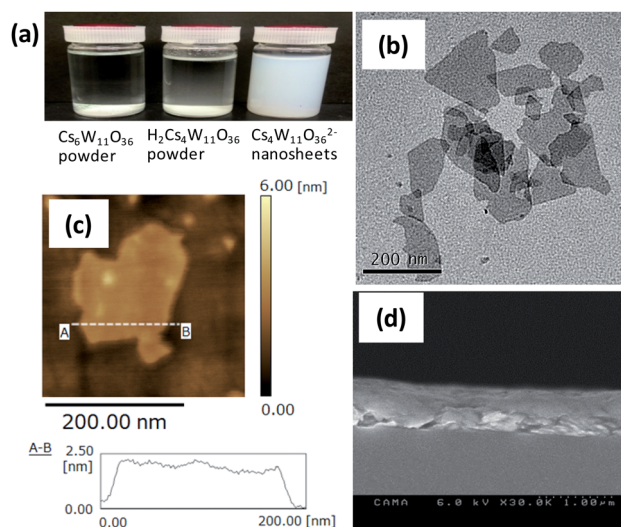 (a)
Cs₆W₁₁O₃₆
powder
H₂Cs₄W₁₁O₃₆
powder
Cs₄W₁₁O₃₆²⁻
nanosheets
(b)
200 nm
(c)
6.00 [nm]
0.00
A
B
200.00 nm
A-B
2.50
[nm]
0.00
0.00
200.00 [nm]
(d)
CAMA 6.0 kV X30.0K 1.00µm